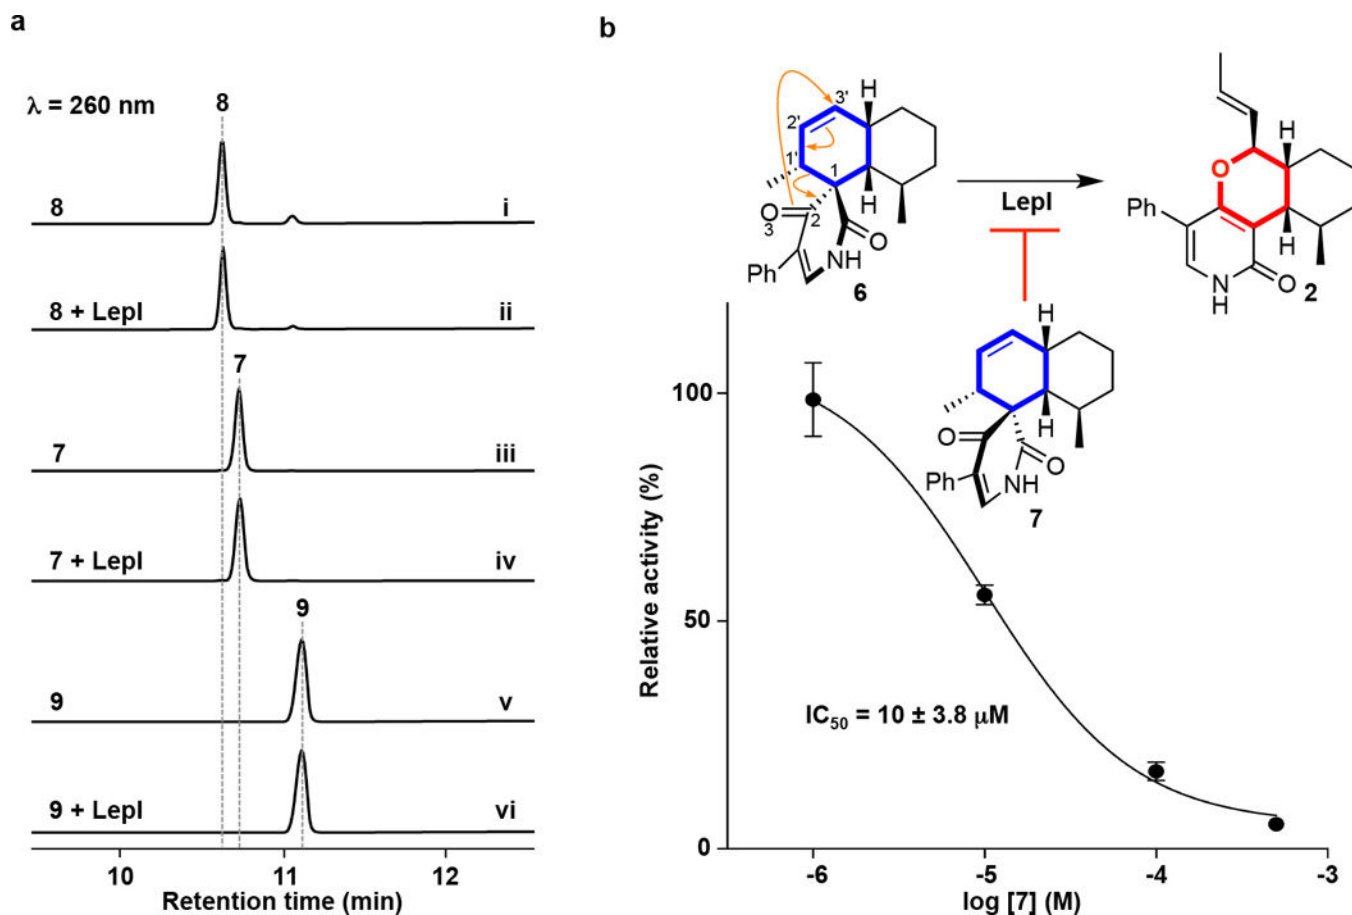 a
λ = 260 nm
8
8
i
8 + LepI
ii
7
7
iii
7 + LepI
iv
9
9
v
9 + LepI
vi
10
11
12
Retention time (min)
b
H
3'
2'
1'
1
H
O
3
2
O
Ph
NH
6
LepI
H
O
Ph
H
N
H
O
2
H
H
O
O
Ph
NH
7
100
50
0
Relative activity (%)
IC50 = 10 ± 3.8 µM
-6
-5
-4
-3
log [7] (M)